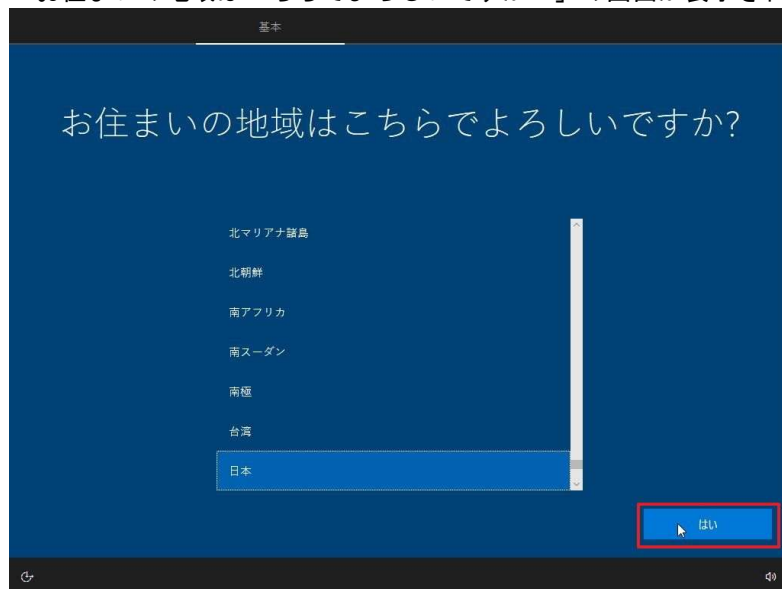 基本
お住まいの地域はこちらでよろしいですか?
北マリアナ諸島
北朝鮮
南アフリカ
南スーダン
南極
台湾
日本
はい